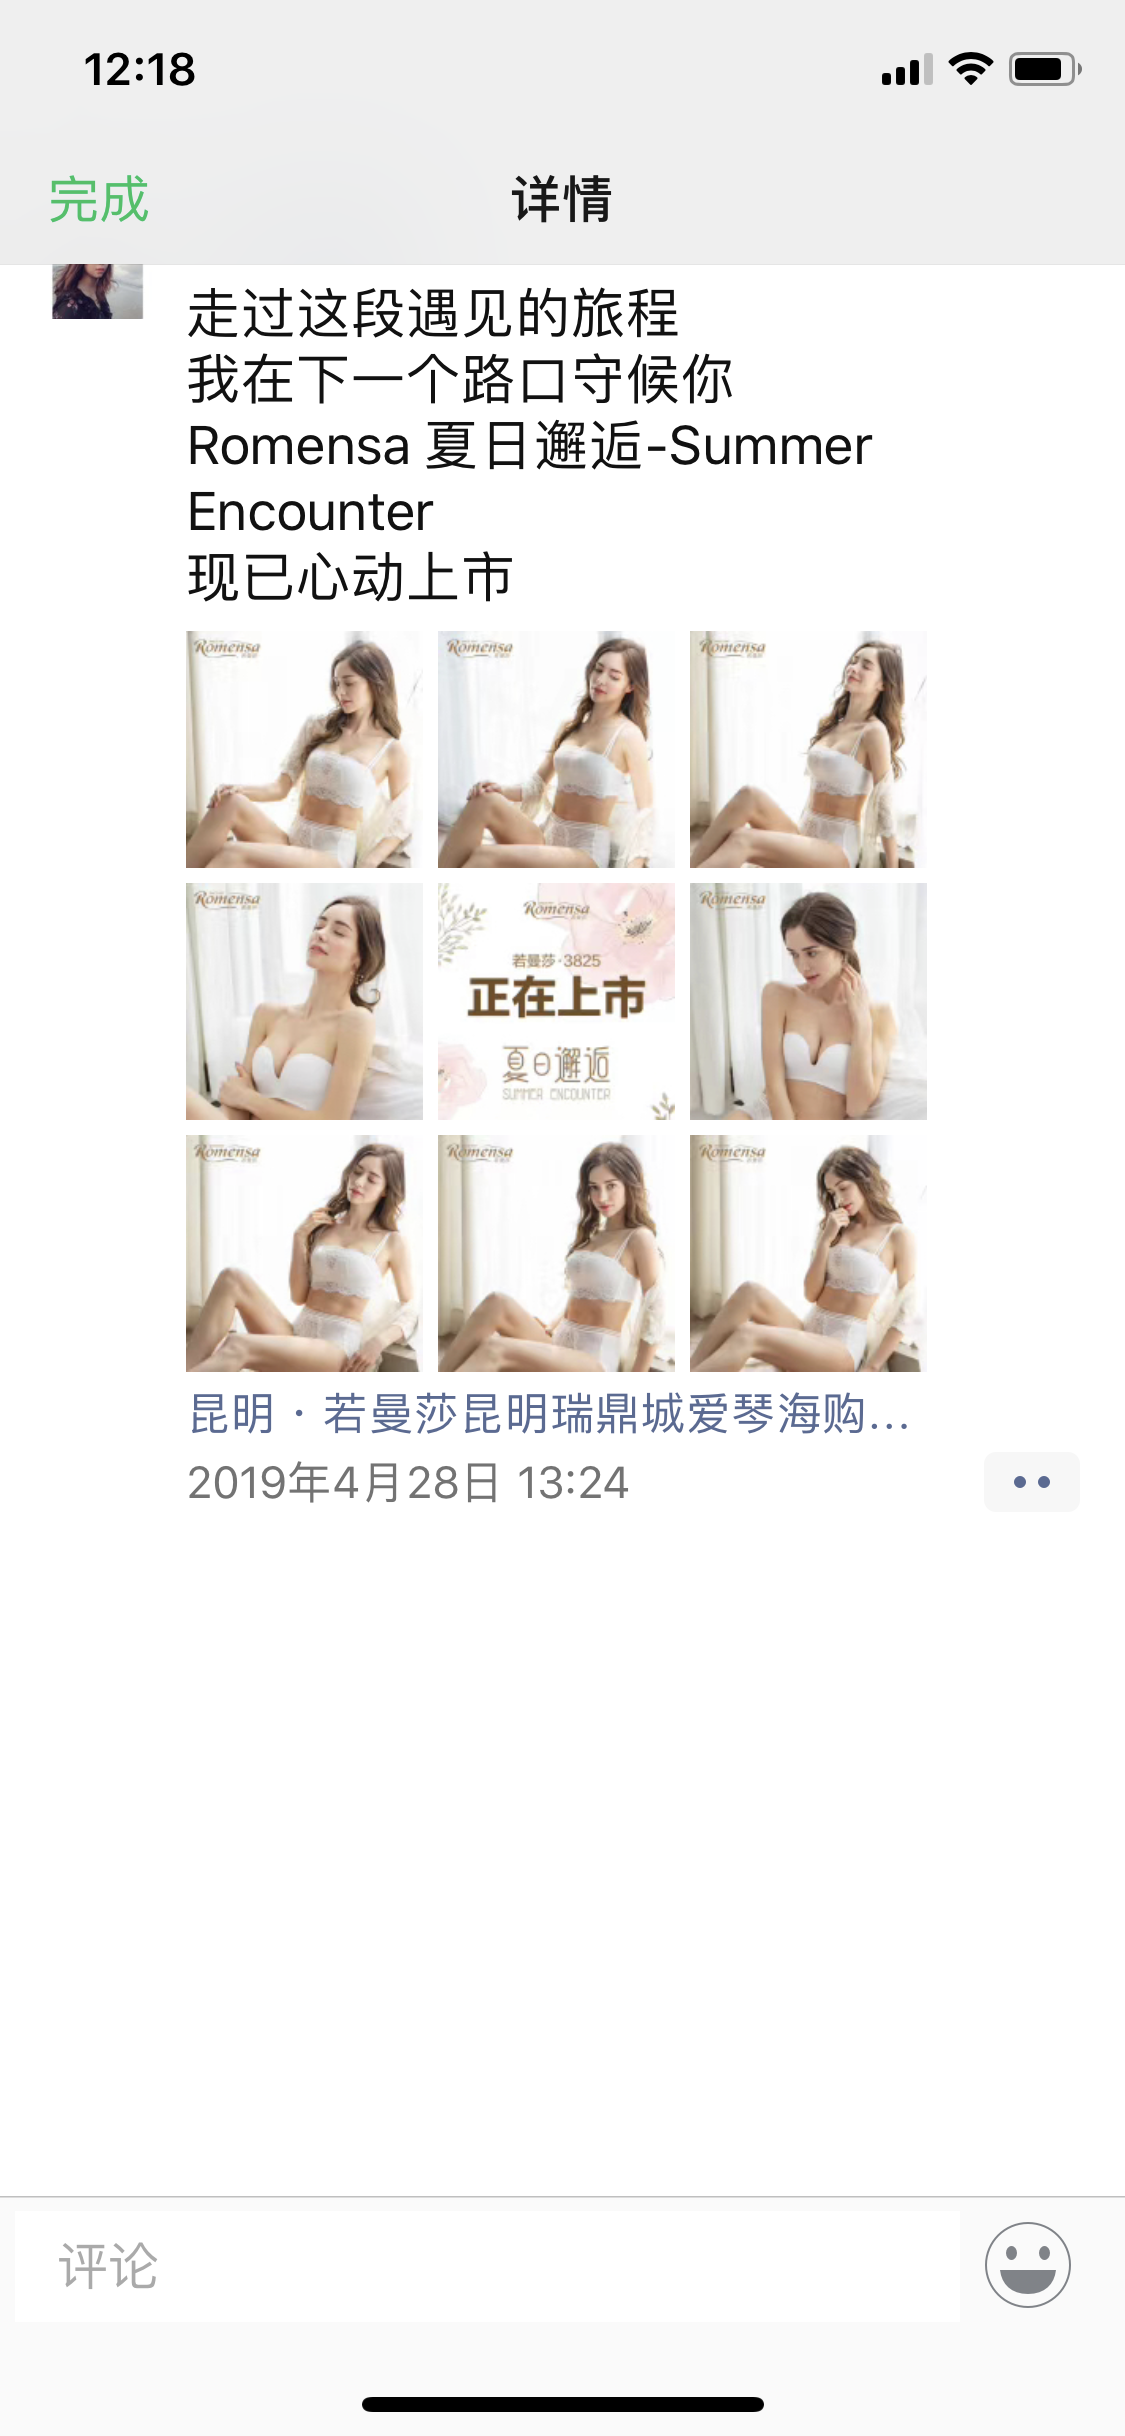 12:18
完成
详情
走过这段遇见的旅程
我在下一个路口守候你
Romensa 夏日邂逅-Summer
Encounter
现已心动上市
Romensa
Romensa
Romensa
Romensa
Romensa
若曼莎·3825
正在上市
夏日邂逅
SUMMER ENCOUNTER
Romensa
Romensa
Romensa
Romensa
昆明 · 若曼莎昆明瑞鼎城爱琴海购...
2019年4月28日 13:24
评论